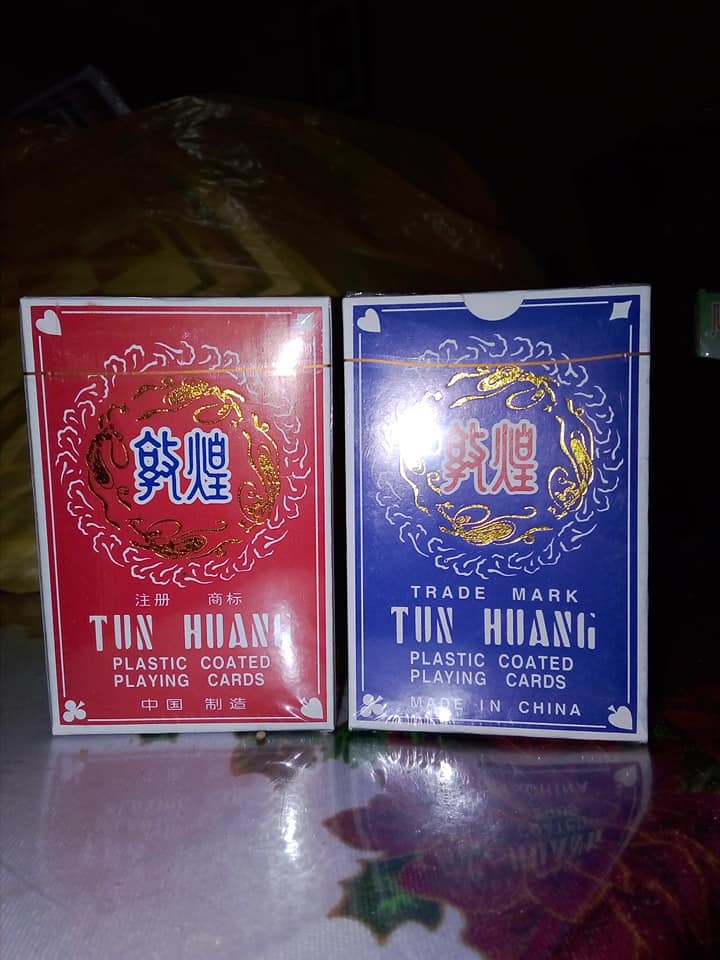 敦煌
注册 商标
TUN HUANG
PLASTIC COATED
PLAYING CARDS
中国 制造
敦煌
TRADE MARK
TUN HUANG
PLASTIC COATED
PLAYING CARDS
MADE IN CHINA